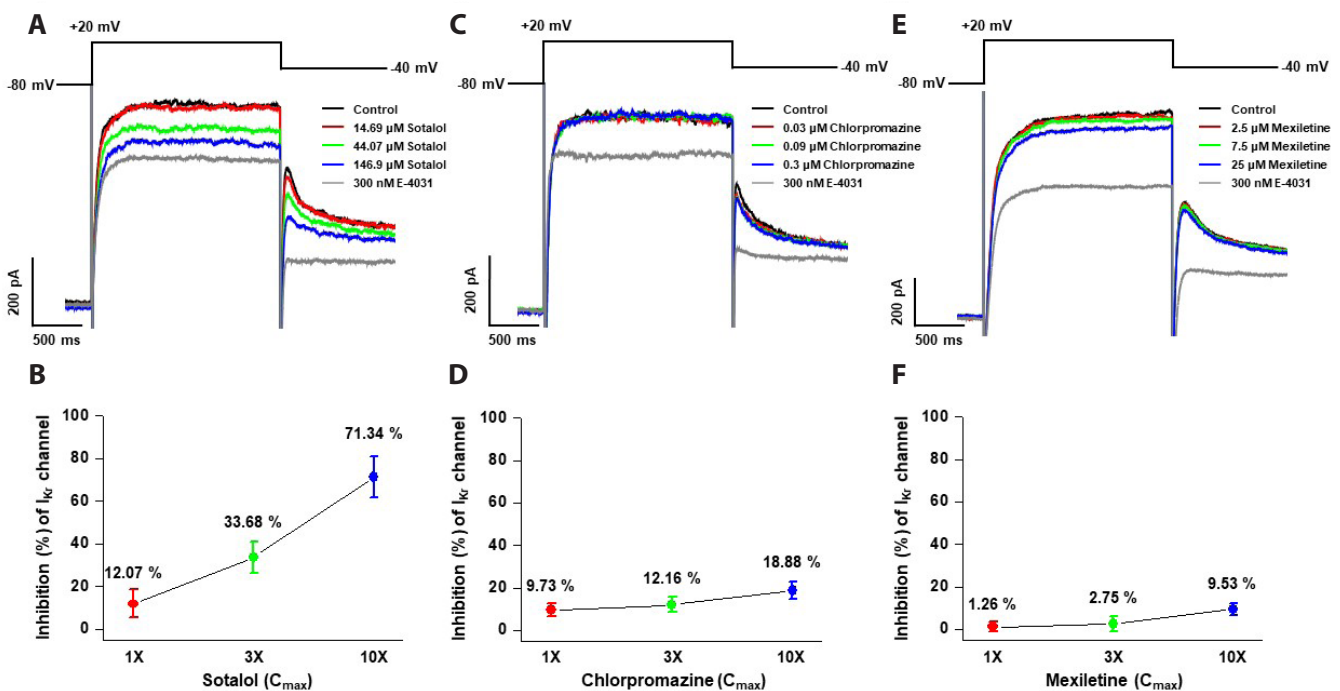 A
+20 mV
-80 mV
-40 mV
Control
14.69 µM Sotalol
44.07 µM Sotalol
146.9 µM Sotalol
300 nM E-4031
200 pA
500 ms
C
+20 mV
-80 mV
-40 mV
Control
0.03 µM Chlorpromazine
0.09 µM Chlorpromazine
0.3 µM Chlorpromazine
300 nM E-4031
200 pA
500 ms
E
+20 mV
-80 mV
-40 mV
Control
2.5 µM Mexiletine
7.5 µM Mexiletine
25 µM Mexiletine
300 nM E-4031
200 pA
500 ms
B
Inhibition (%) of IKr channel
100
80
60
40
20
0
12.07 %
33.68 %
71.34 %
1X 3X 10X
Sotalol (Cmax)
D
Inhibition (%) of IKr channel
100
80
60
40
20
0
9.73 %
12.16 %
18.88 %
1X 3X 10X
Chlorpromazine (Cmax)
F
Inhibition (%) of IKr channel
100
80
60
40
20
0
1.26 %
2.75 %
9.53 %
1X 3X 10X
Mexiletine (Cmax)